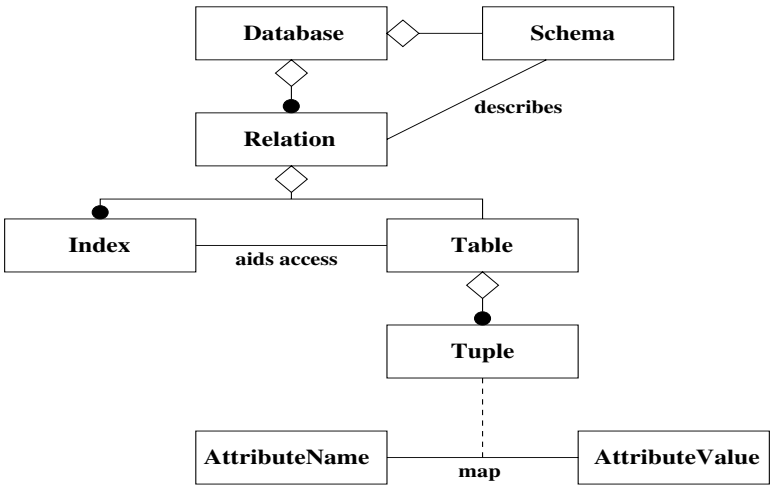 Database
Schema
describes
Relation
Index
aids access
Table
Tuple
AttributeName
map
AttributeValue